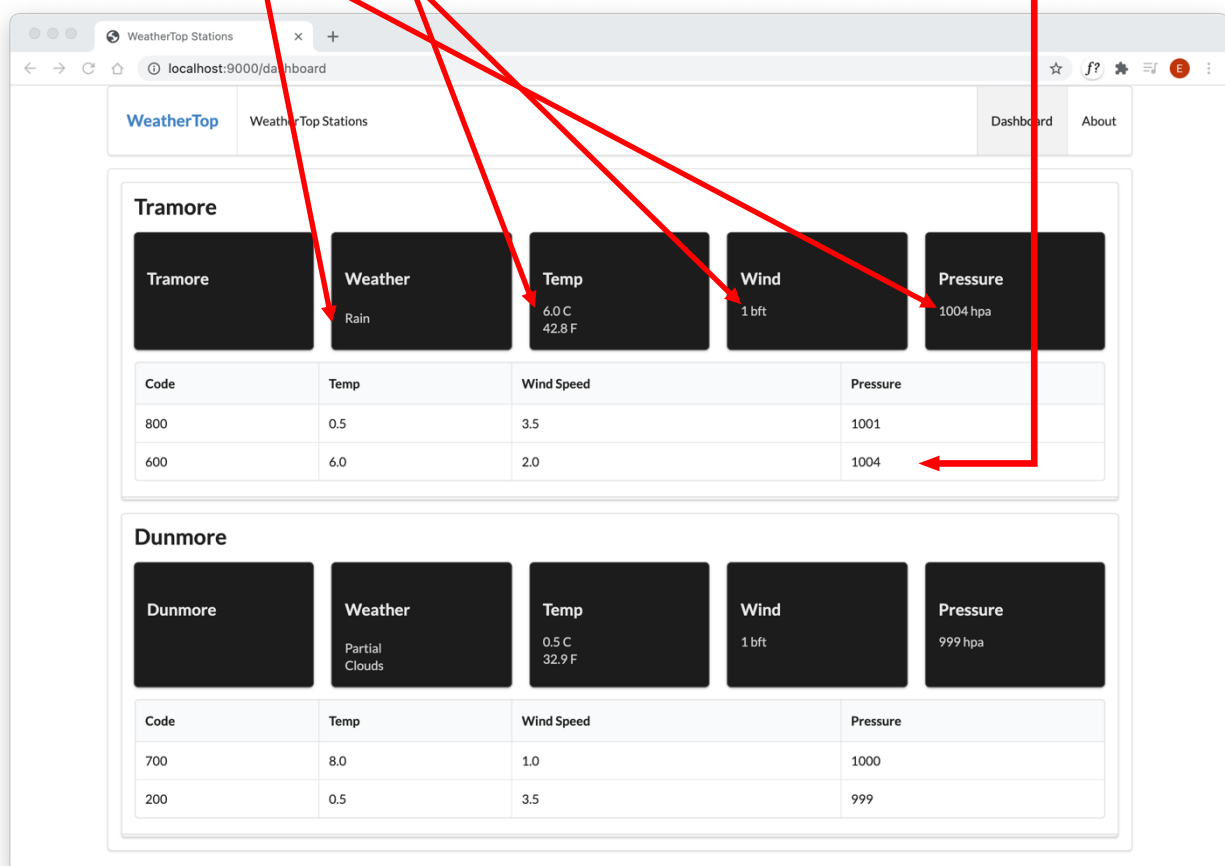 WeatherTop Stations
localhost:9000/dashboard
f?
E
WeatherTop WeatherTop Stations Dashboard About
Tramore
Tramore Weather Temp Wind Pressure
Rain 6.0 C 1 bft 1004 hpa
42.8 F
Code Temp Wind Speed Pressure
800 0.5 3.5 1001
600 6.0 2.0 1004
Dunmore
Dunmore Weather Temp Wind Pressure
Partial 0.5 C 1 bft 999 hpa
Clouds 32.9 F
Code Temp Wind Speed Pressure
700 8.0 1.0 1000
200 0.5 3.5 999